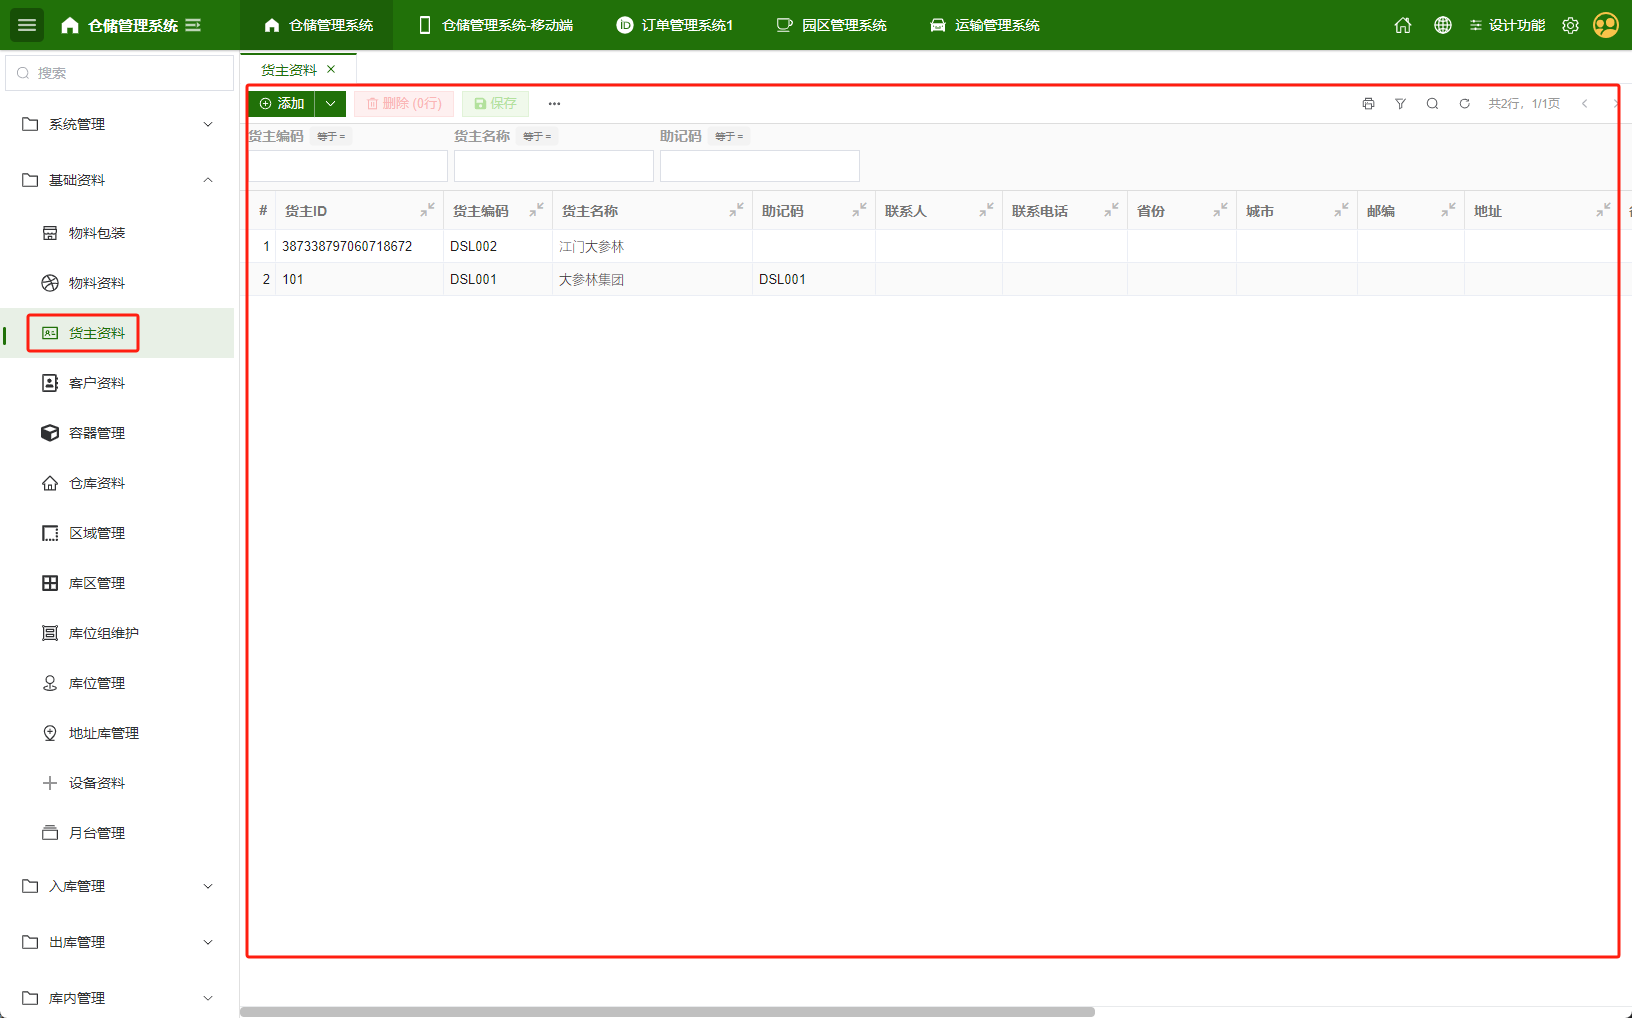 仓储管理系统
仓储管理系统
仓储管理系统-移动端
订单管理系统1
园区管理系统
运输管理系统
设计功能
搜索
系统管理
基础资料
物料包装
物料资料
货主资料
客户资料
容器管理
仓库资料
区域管理
库区管理
库位组维护
库位管理
地址库管理
设备资料
月台管理
入库管理
出库管理
库内管理
货主资料
添加
删除 (0行)
保存
共2行，1/1页
货主编码 等于 =
货主名称 等于 =
助记码 等于 =
# 货主ID 货主编码 货主名称 助记码 联系人 联系电话 省份 城市 邮编 地址
1 387338797060718672 DSL002 江门大参林
2 101 DSL001 大参林集团 DSL001